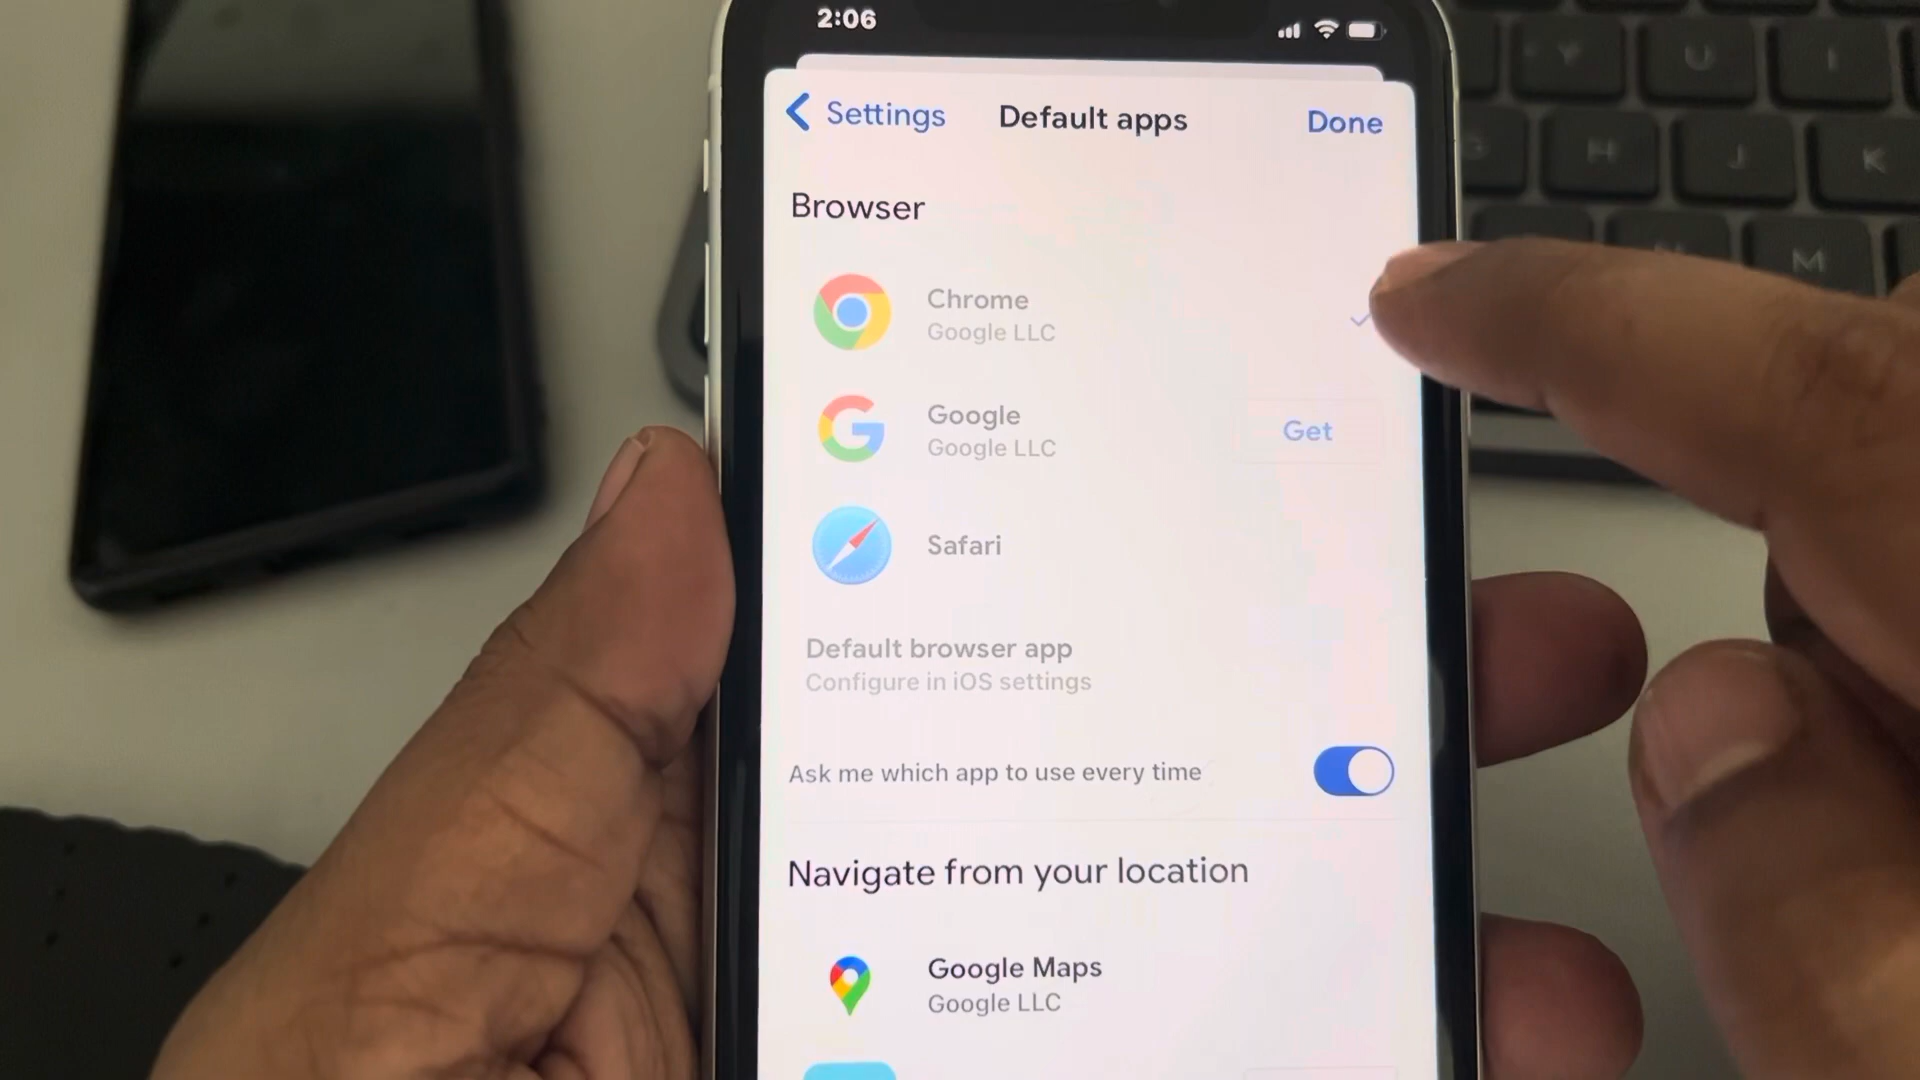 2:06
Settings
Default apps
Done
Browser
Chrome
Google LLC
Google
Google LLC
Get
Safari
Default browser app
Configure in iOS settings
Ask me which app to use every time
Navigate from your location
Google Maps
Google LLC
Y U I
H J K
M